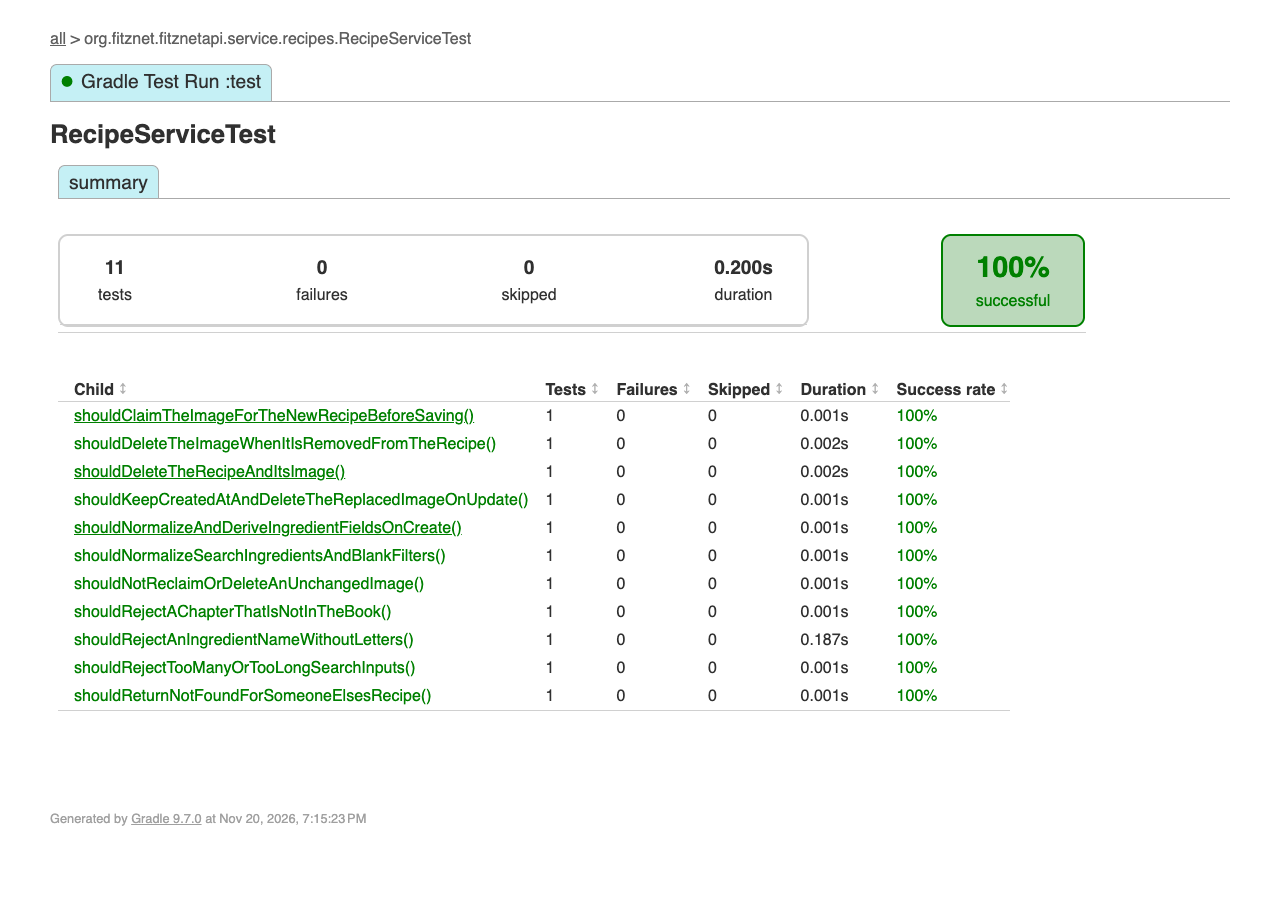 all > org.fitznet.fitznetapi.service.recipes.RecipeServiceTest
Gradle Test Run :test
RecipeServiceTest
summary
11 0 0 0.200s 100%
tests failures skipped duration successful
Child Tests Failures Skipped Duration Success rate
shouldClaimTheImageForTheNewRecipeBeforeSaving() 1 0 0 0.001s 100%
shouldDeleteTheImageWhenItIsRemovedFromTheRecipe() 1 0 0 0.002s 100%
shouldDeleteTheRecipeAndItsImage() 1 0 0 0.002s 100%
shouldKeepCreatedAtAndDeleteTheReplacedImageOnUpdate() 1 0 0 0.001s 100%
shouldNormalizeAndDeriveIngredientFieldsOnCreate() 1 0 0 0.001s 100%
shouldNormalizeSearchIngredientsAndBlankFilters() 1 0 0 0.001s 100%
shouldNotReclaimOrDeleteAnUnchangedImage() 1 0 0 0.001s 100%
shouldRejectAChapterThatIsNotInTheBook() 1 0 0 0.001s 100%
shouldRejectAnIngredientNameWithoutLetters() 1 0 0 0.187s 100%
shouldRejectTooManyOrTooLongSearchInputs() 1 0 0 0.001s 100%
shouldReturnNotFoundForSomeoneElsesRecipe() 1 0 0 0.001s 100%
Generated by Gradle 9.7.0 at Nov 20, 2026, 7:15:23 PM